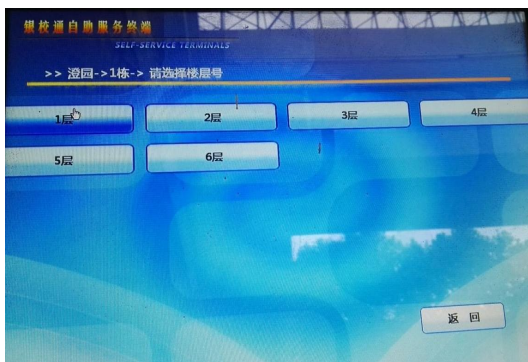 银校通自助服务终端
SELF-SERVICE TERMINALS
>> 澄园->1栋-> 请选择楼层号
1层 2层 3层 4层
5层 6层
返 回